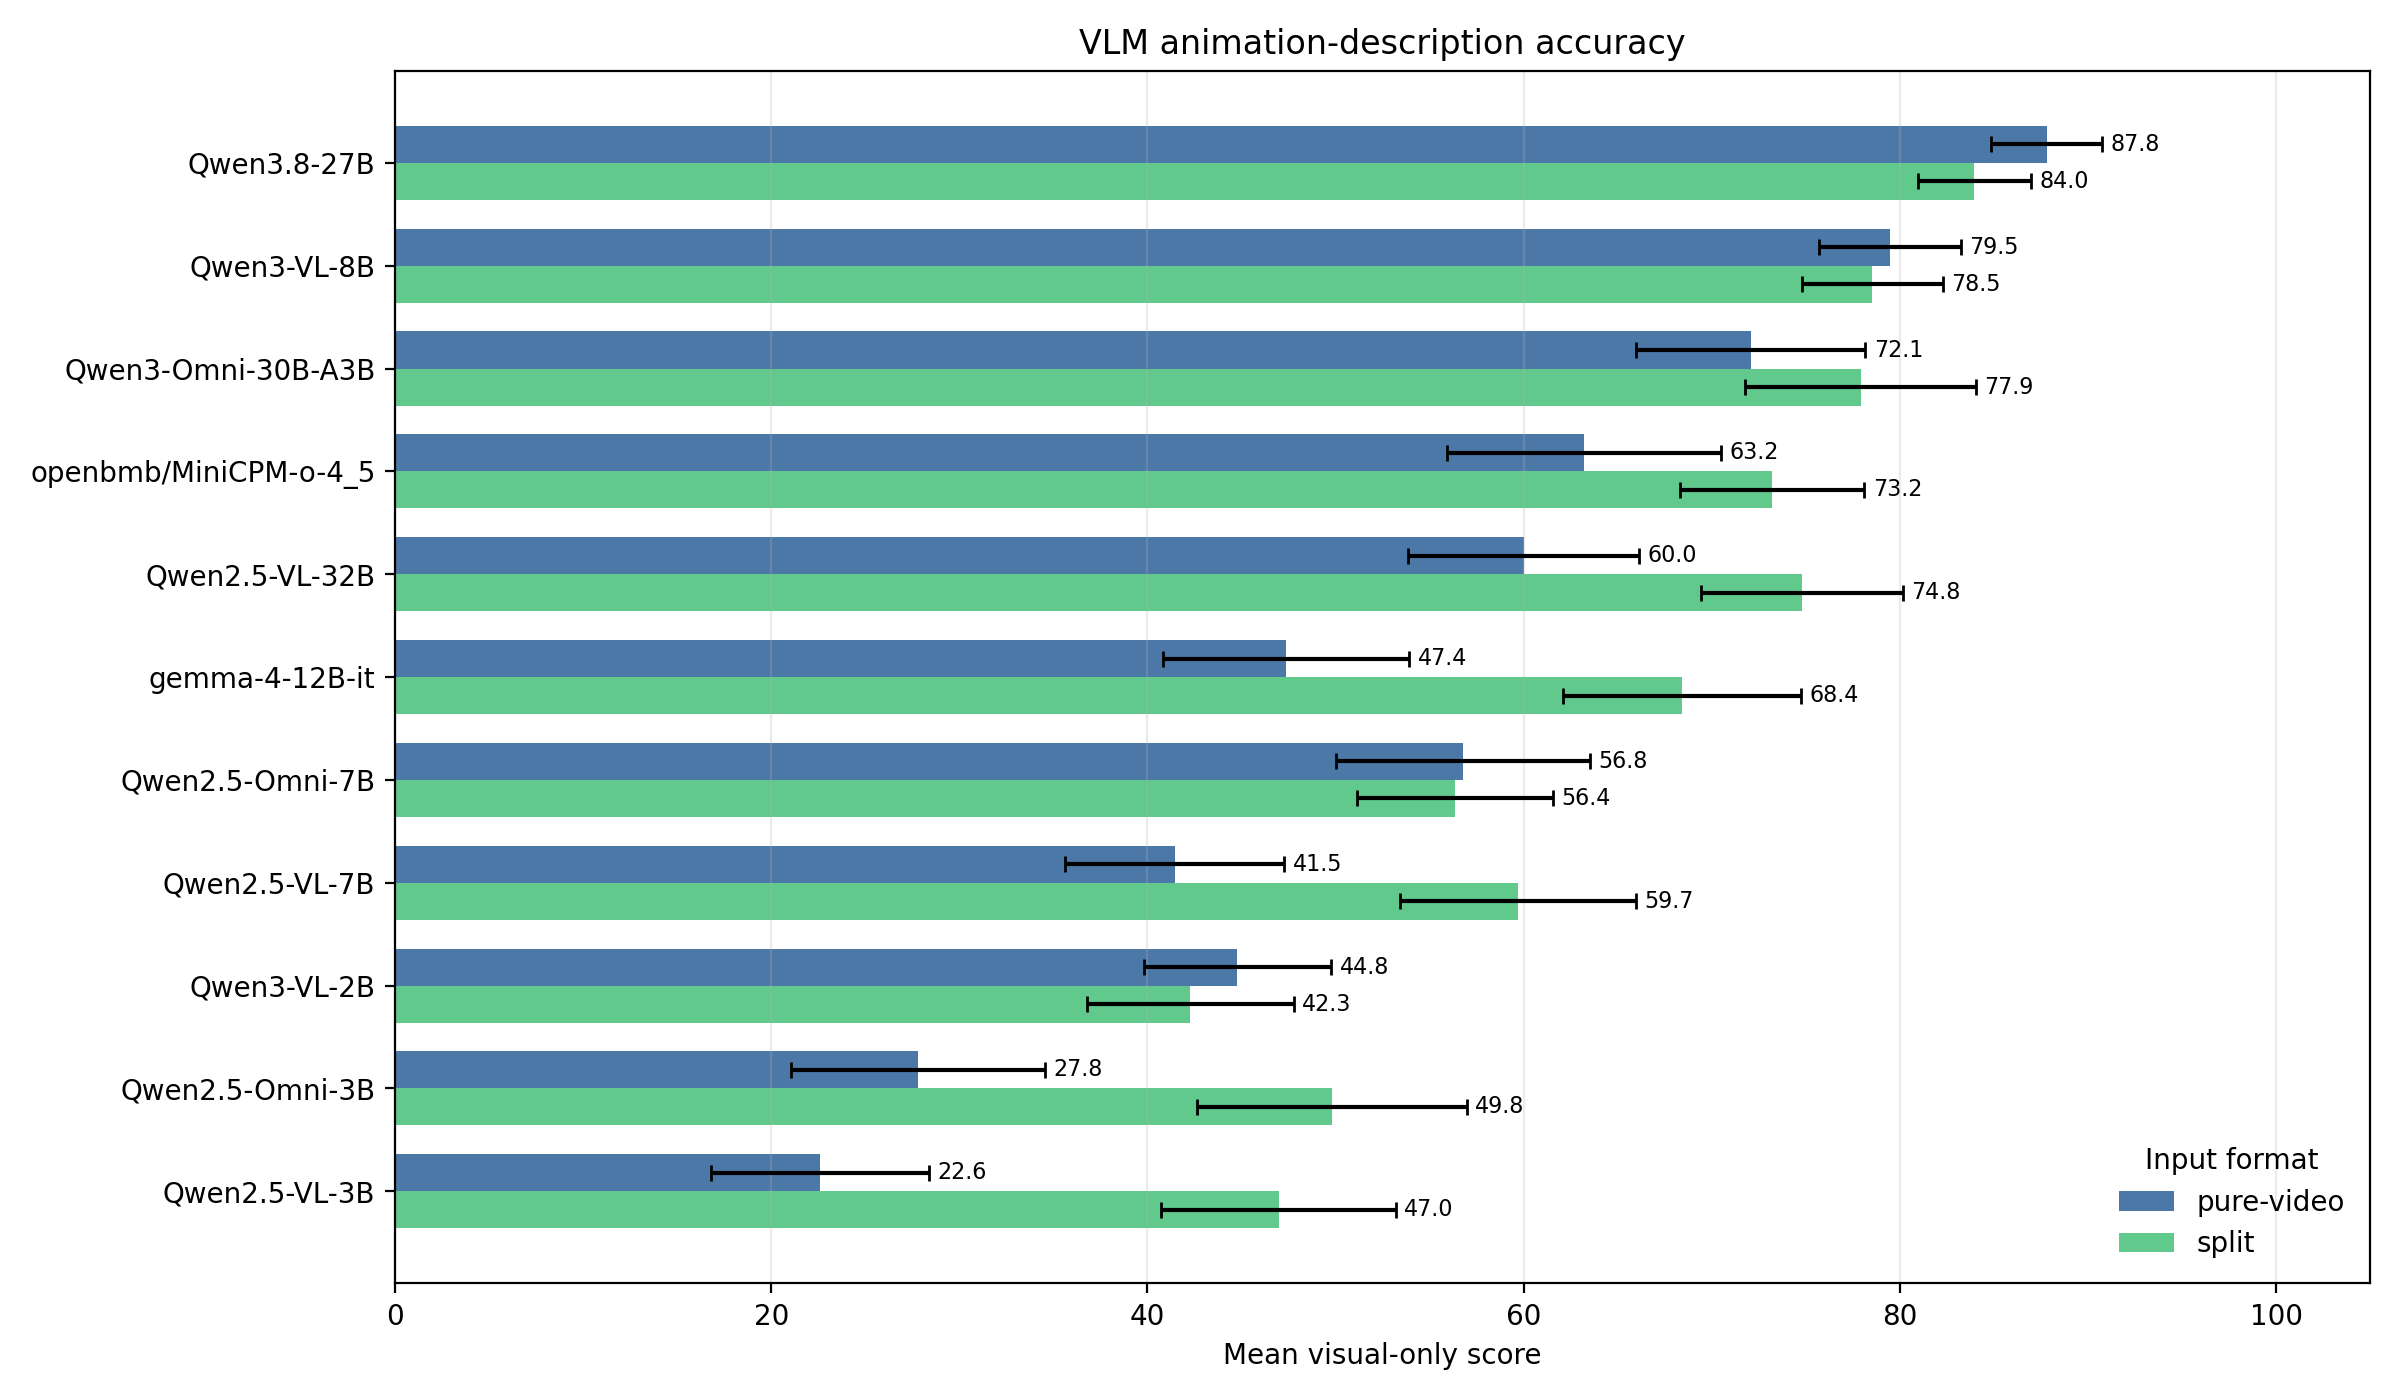 VLM animation-description accuracy
Qwen3.8-27B
87.8
84.0
Qwen3-VL-8B
79.5
78.5
Qwen3-Omni-30B-A3B
72.1
77.9
openbmb/MiniCPM-o-4_5
63.2
73.2
Qwen2.5-VL-32B
60.0
74.8
gemma-4-12B-it
47.4
68.4
Qwen2.5-Omni-7B
56.8
56.4
Qwen2.5-VL-7B
41.5
59.7
Qwen3-VL-2B
44.8
42.3
Qwen2.5-Omni-3B
27.8
49.8
Qwen2.5-VL-3B
22.6
47.0
Input format
pure-video
split
0 20 40 60 80 100
Mean visual-only score